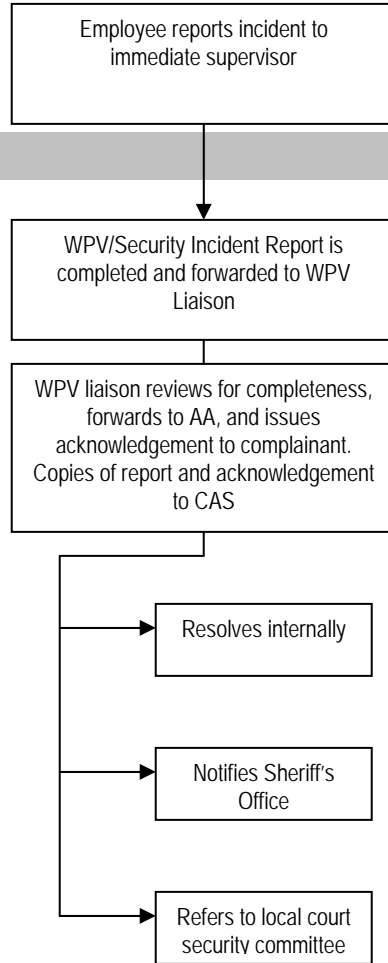 Employee reports incident to
immediate supervisor
WPV/Security Incident Report is
completed and forwarded to WPV
Liaison
WPV liaison reviews for completeness,
forwards to AA, and issues
acknowledgement to complainant.
Copies of report and acknowledgement
to CAS
Resolves internally
Notifies Sheriff's
Office
Refers to local court
security committee